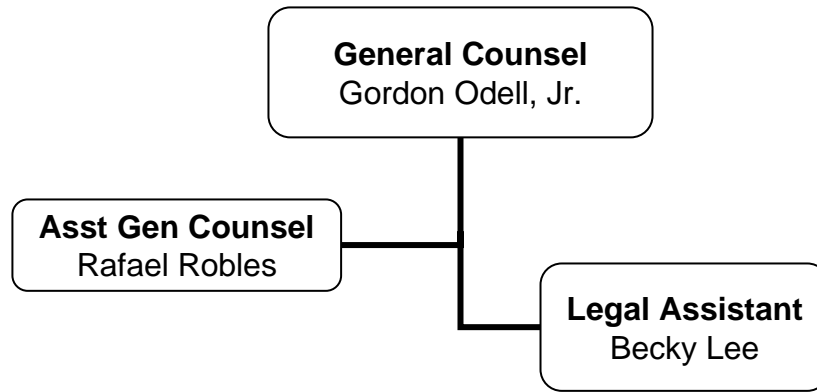 General Counsel
Gordon Odell, Jr.
Asst Gen Counsel
Rafael Robles
Legal Assistant
Becky Lee